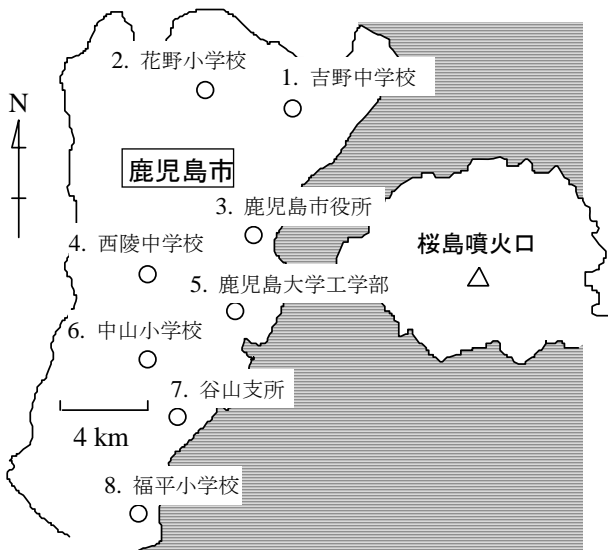 2. 花野小学校
1. 吉野中学校
N
鹿児島市
3. 鹿児島市役所
4. 西陵中学校
桜島噴火口
5. 鹿児島大学工学部
6. 中山小学校
7. 谷山支所
4 km
8. 福平小学校